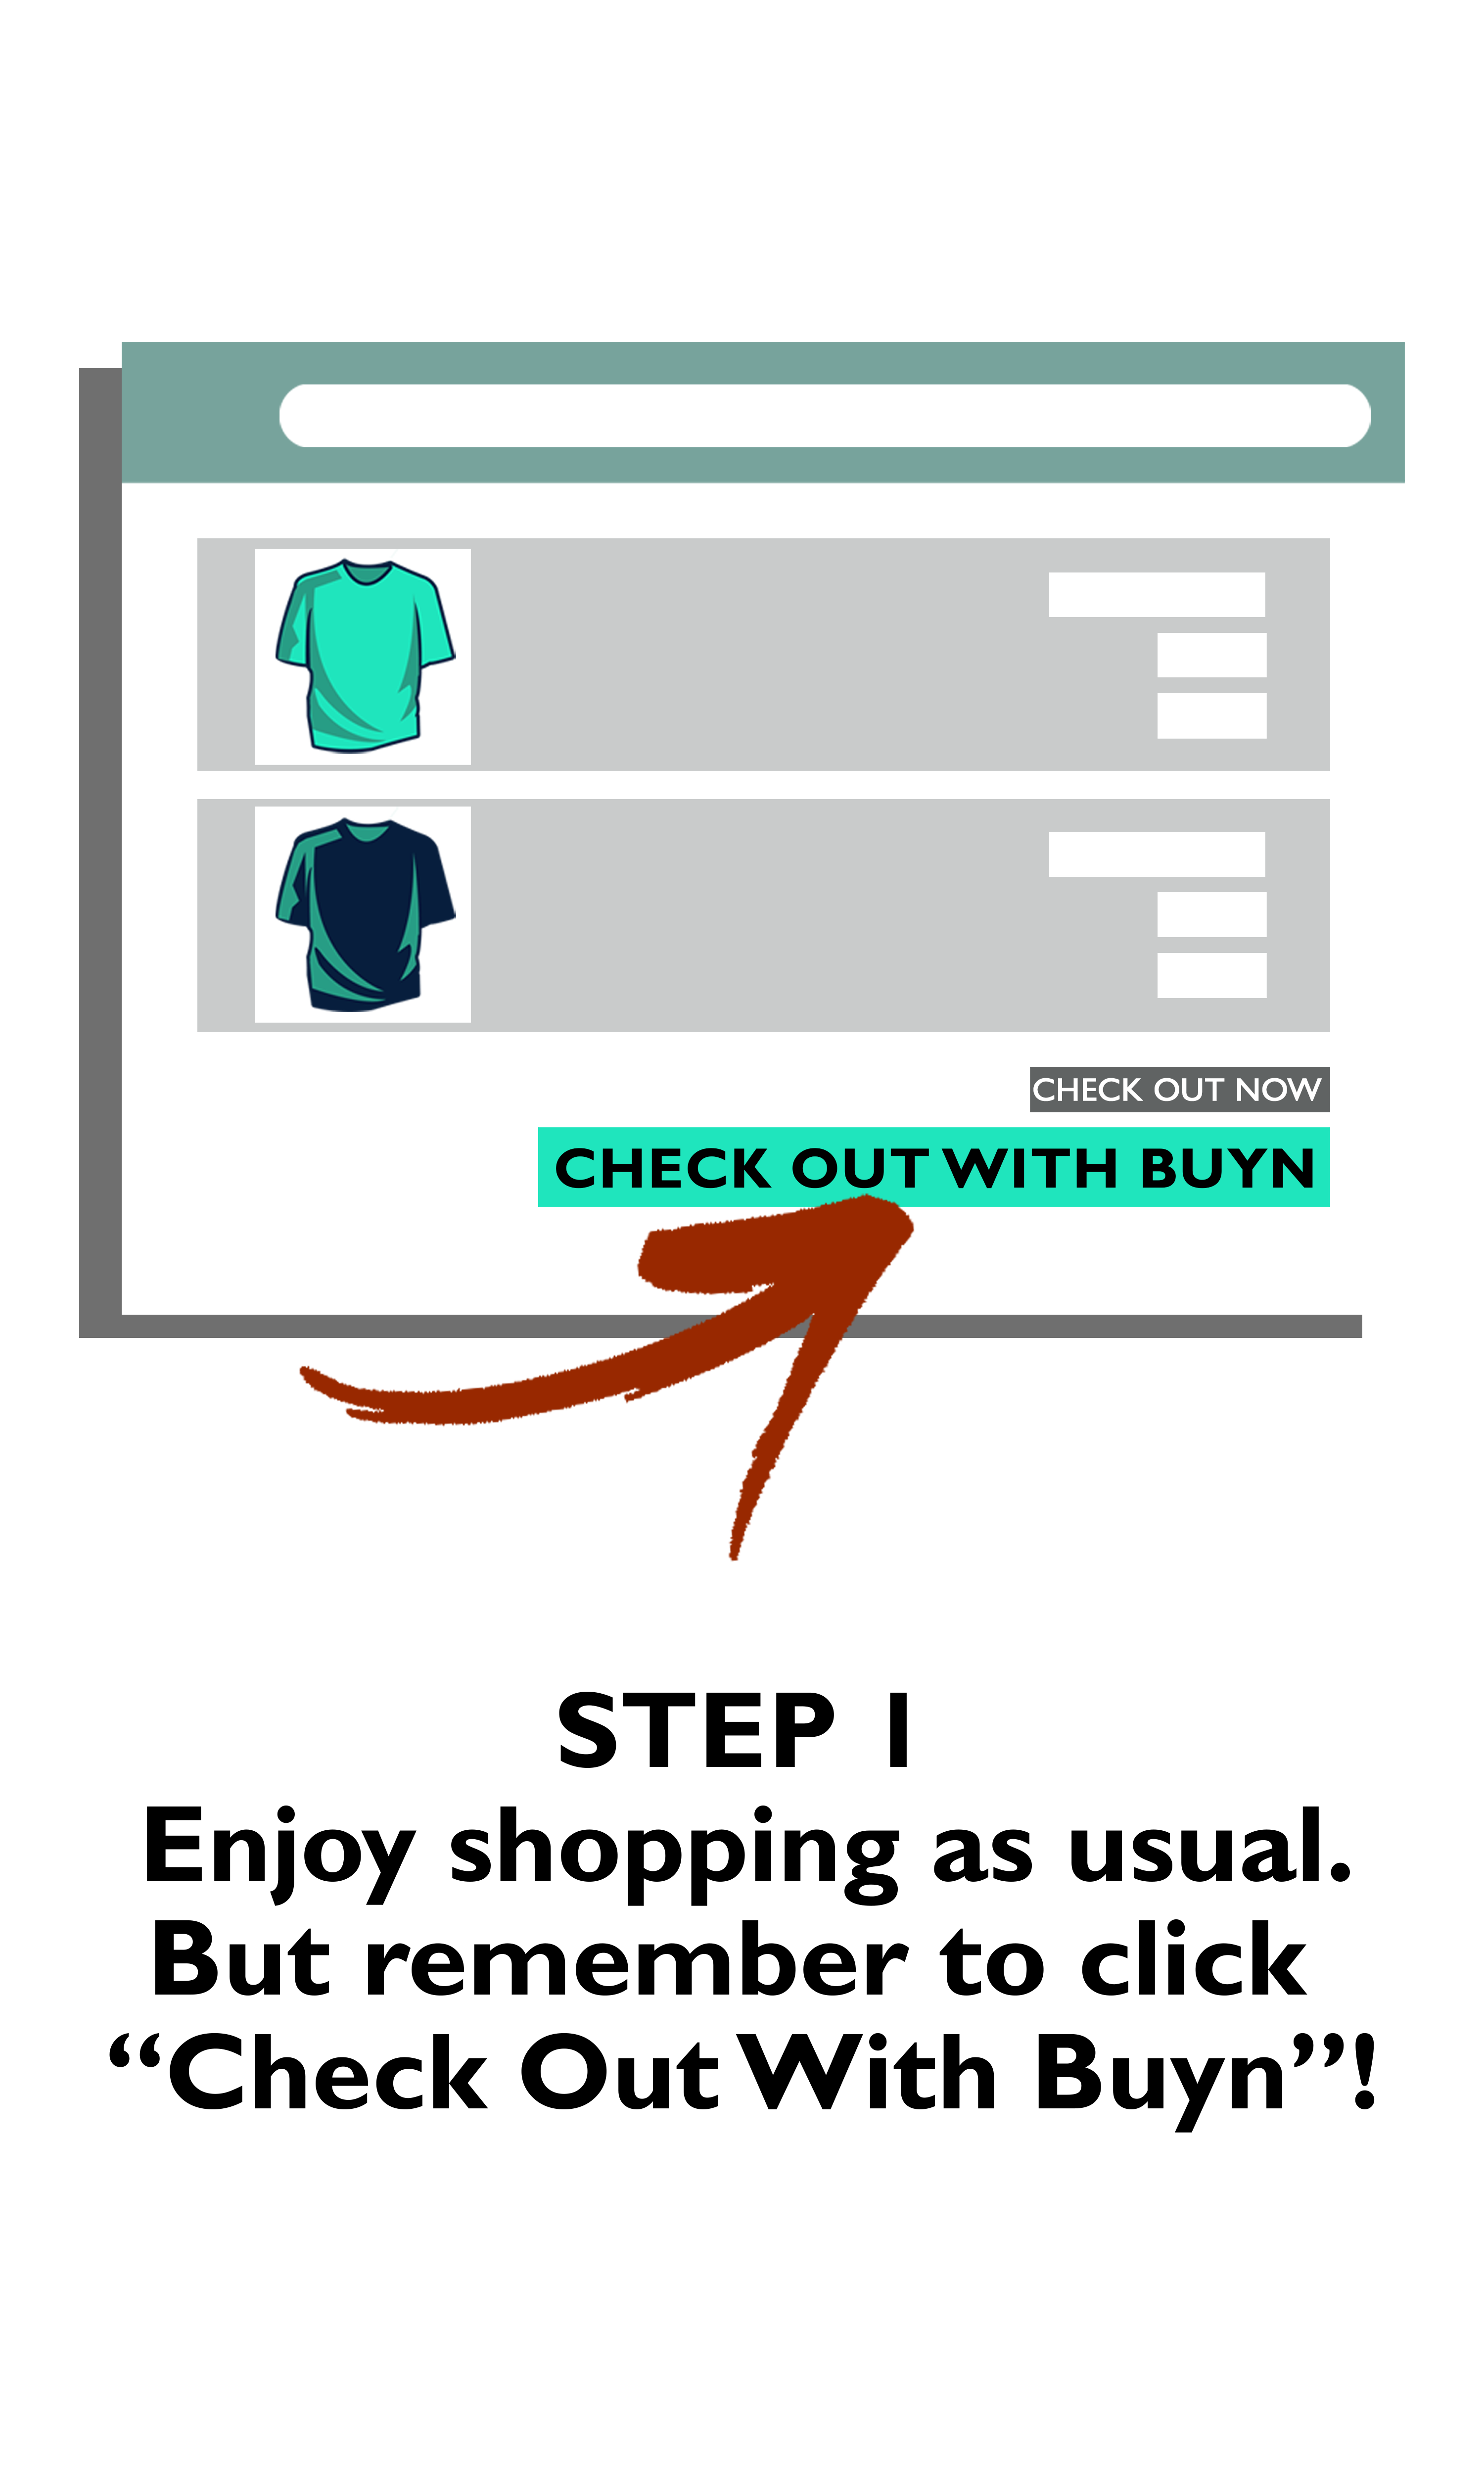 CHECK OUT NOW
CHECK OUT WITH BUYN
STEP 1
Enjoy shopping as usual.
But remember to click
“Check Out With Buyn”!